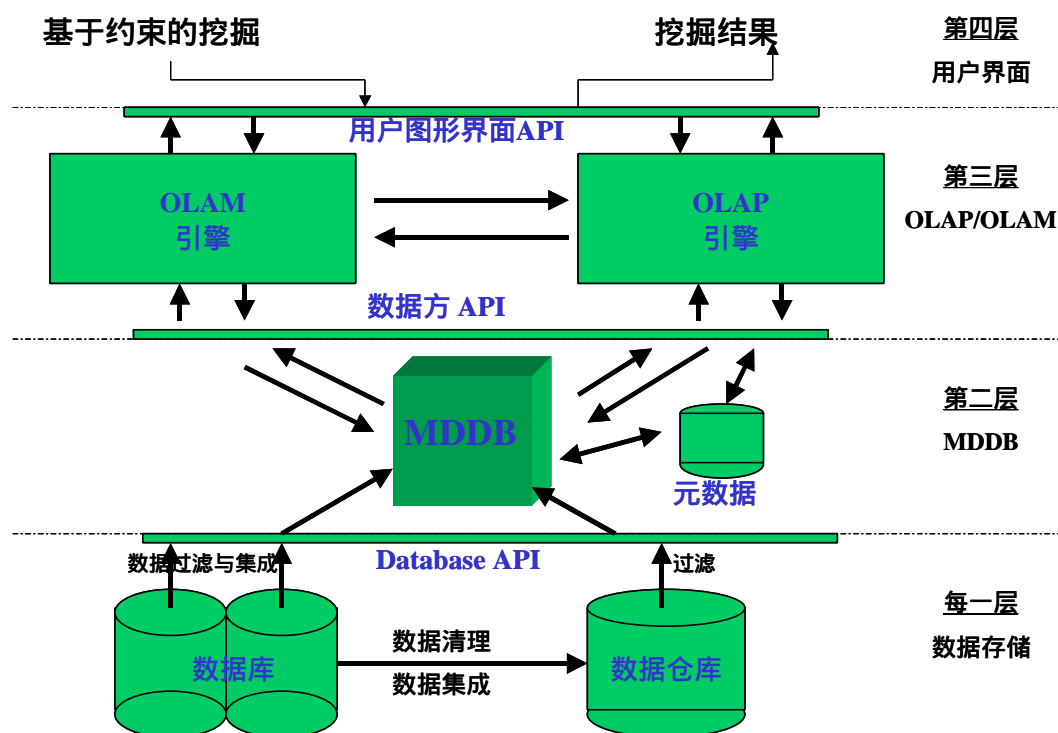 基于约束的挖掘
挖掘结果
第四层
用户界面
用户图形界面API
OLAM
引擎
OLAP
引擎
第三层
OLAP/OLAM
数据方 API
MDDB
元数据
第二层
MDDB
数据过滤与集成
Database API
过滤
数据库
数据清理
数据集成
数据仓库
每一层
数据存储